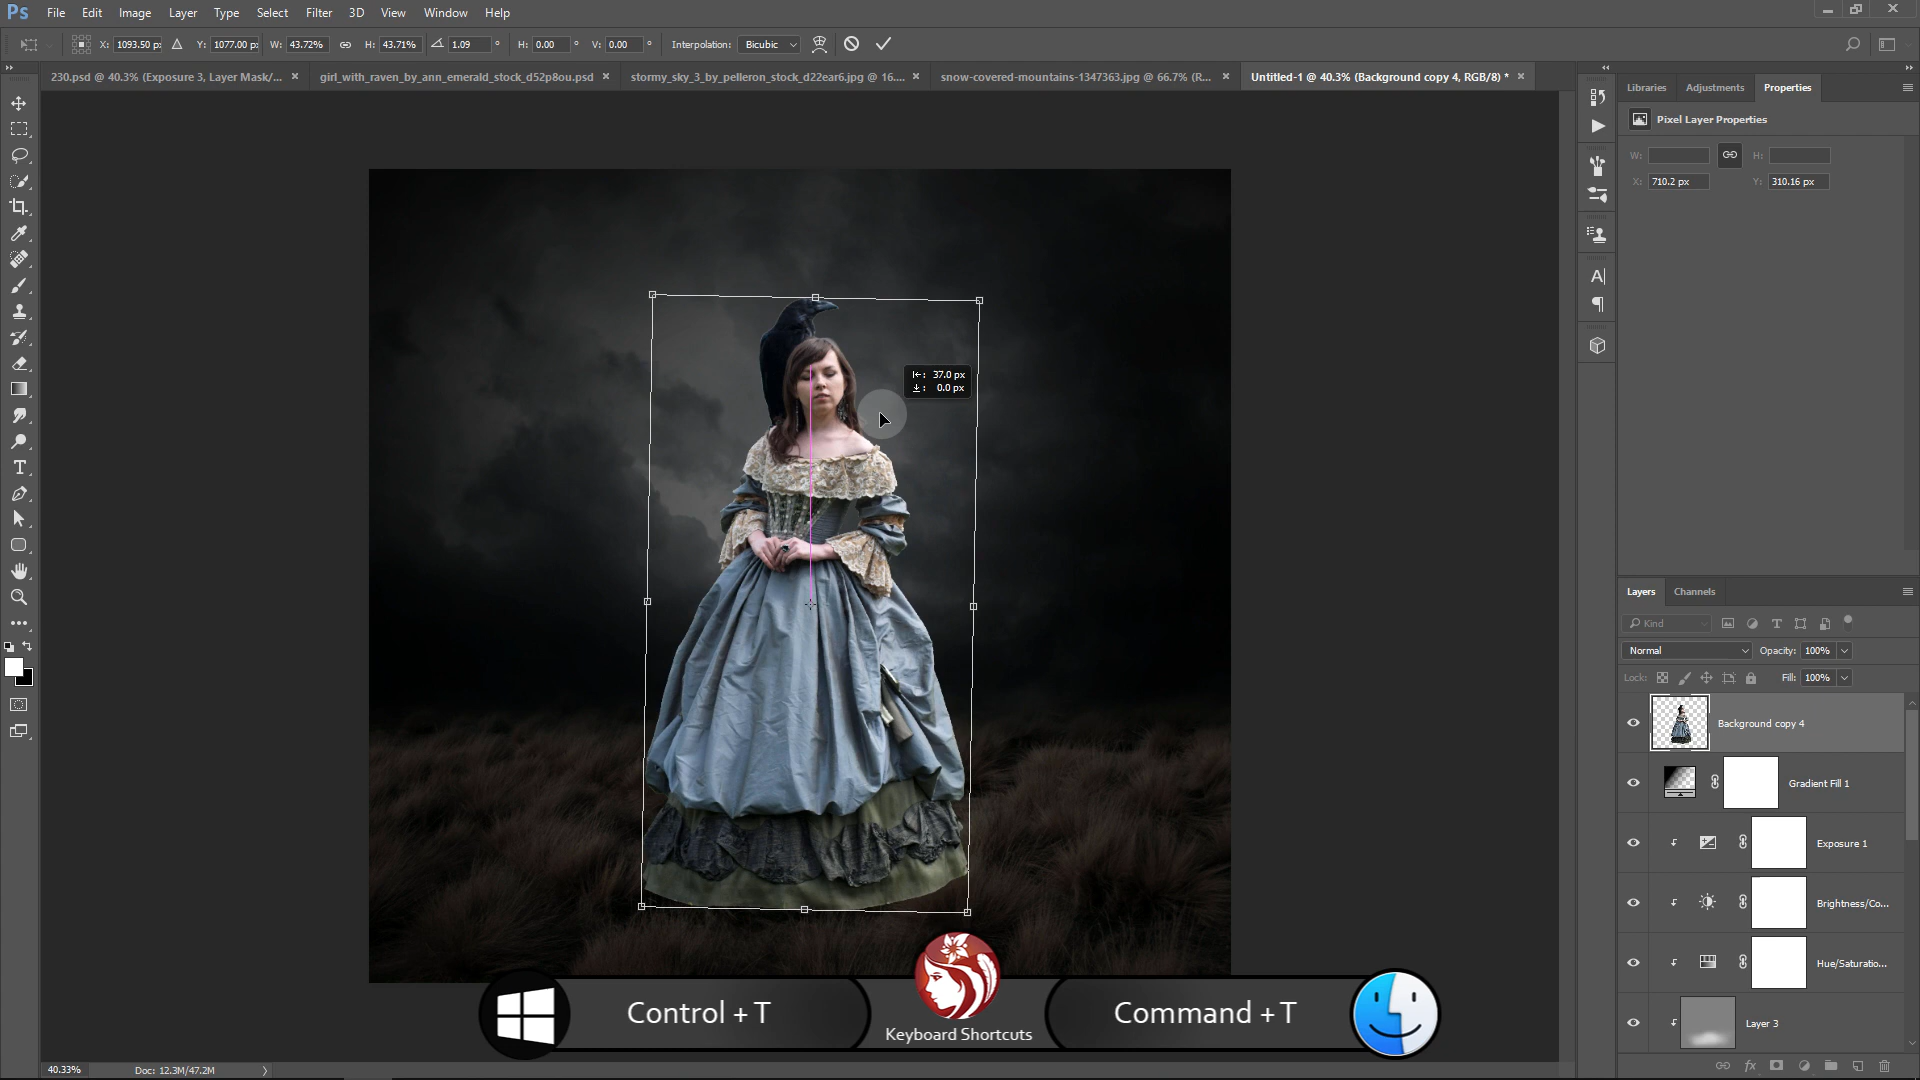 Ps File Edit Image Layer Type Select Filter 3D View Window Help
X: 1093.50 p Y: 1077.00 p: W: 43.72% H: 43.71% 1.09 ° H: 0.00 ° V: 0.00 ° Interpolation: Bicubic
230.psd @ 40.3% (Exposure 3, Layer Mask/... × girl_with_raven_by_ann_emerald_stock_d52p8ou.psd × stormy_sky_3_by_pelleron_stock_d22ear6.jpg @ 16.... × snow-covered-mountains-1347363.jpg @ 66.7% (R... × Untitled-1 @ 40.3% (Background copy 4, RGB/8) * ×
Libraries Adjustments Properties
Pixel Layer Properties
W: H:
X: 710.2 px Y: 310.16 px
37.0 px
0.0 px
Layers Channels
Kind
Normal Opacity: 100%
Lock: Fill: 100%
Background copy 4
Gradient Fill 1
Exposure 1
Brightness/Co...
Hue/Saturatio...
Layer 3
Control + T
Keyboard Shortcuts
Command + T
40.33% Doc: 12.3M/47.2M